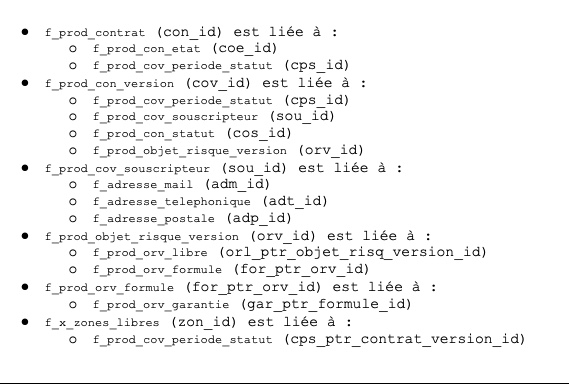 ● f_prod_contrat (con_id) est liée à :
○ f_prod_con_etat (coe_id)
○ f_prod_cov_periode_statut (cps_id)
● f_prod_con_version (cov_id) est liée à :
○ f_prod_cov_periode_statut (cps_id)
○ f_prod_cov_souscripteur (sou_id)
○ f_prod_con_statut (cos_id)
○ f_prod_objet_risque_version (orv_id)
● f_prod_cov_souscripteur (sou_id) est liée à :
○ f_adresse_mail (adm_id)
○ f_adresse_telephonique (adt_id)
○ f_adresse_postale (adp_id)
● f_prod_objet_risque_version (orv_id) est liée à :
○ f_prod_orv_libre (orl_ptr_objet_risq_version_id)
○ f_prod_orv_formule (for_ptr_orv_id)
● f_prod_orv_formule (for_ptr_orv_id) est liée à :
○ f_prod_orv_garantie (gar_ptr_formule_id)
● f_x_zones_libres (zon_id) est liée à :
○ f_prod_cov_periode_statut (cps_ptr_contrat_version_id)